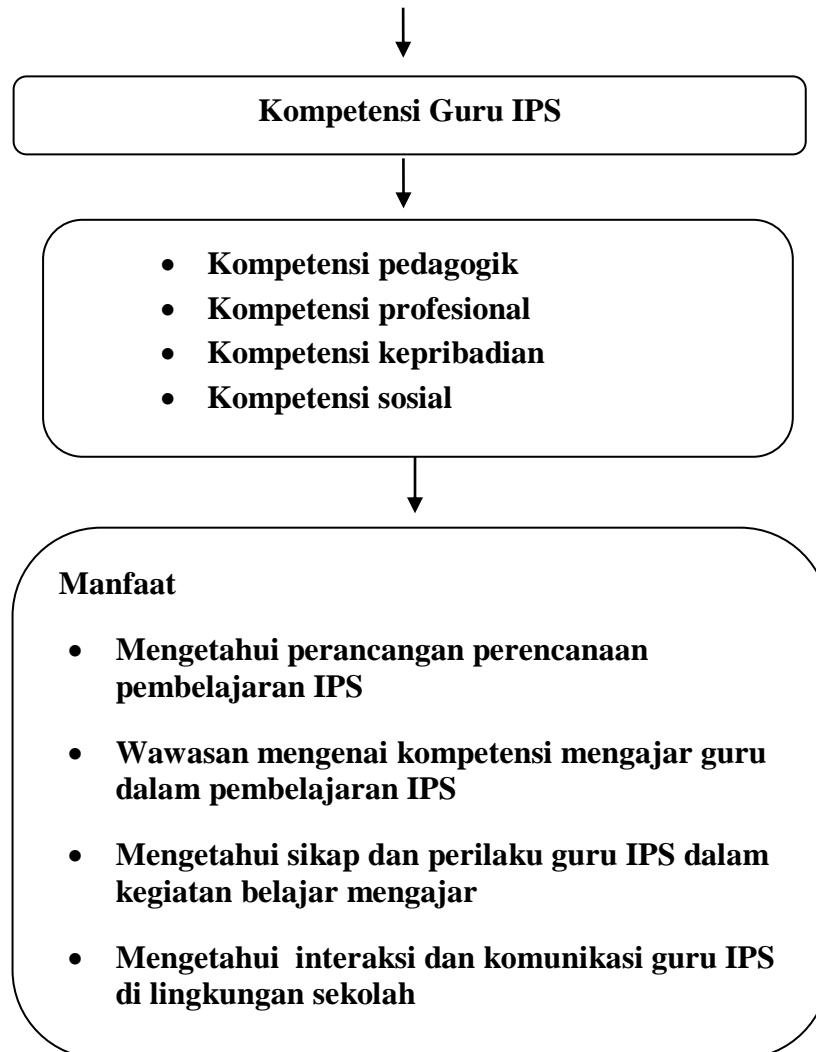 Kompetensi Guru IPS
• Kompetensi pedagogik
• Kompetensi profesional
• Kompetensi kepribadian
• Kompetensi sosial
Manfaat
• Mengetahui perancangan perencanaan
pembelajaran IPS
• Wawasan mengenai kompetensi mengajar guru
dalam pembelajaran IPS
• Mengetahui sikap dan perilaku guru IPS dalam
kegiatan belajar mengajar
• Mengetahui  interaksi dan komunikasi guru IPS
di lingkungan sekolah